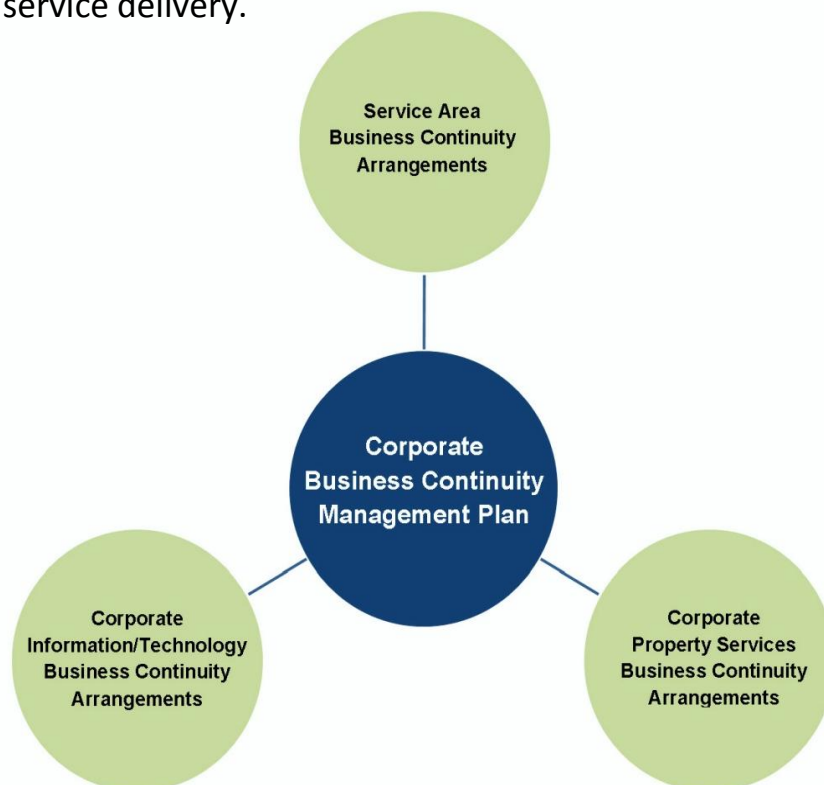 service delivery.
Service Area
Business Continuity
Arrangements
Corporate
Business Continuity
Management Plan
Corporate
Information/Technology
Business Continuity
Arrangements
Corporate
Property Services
Business Continuity
Arrangements